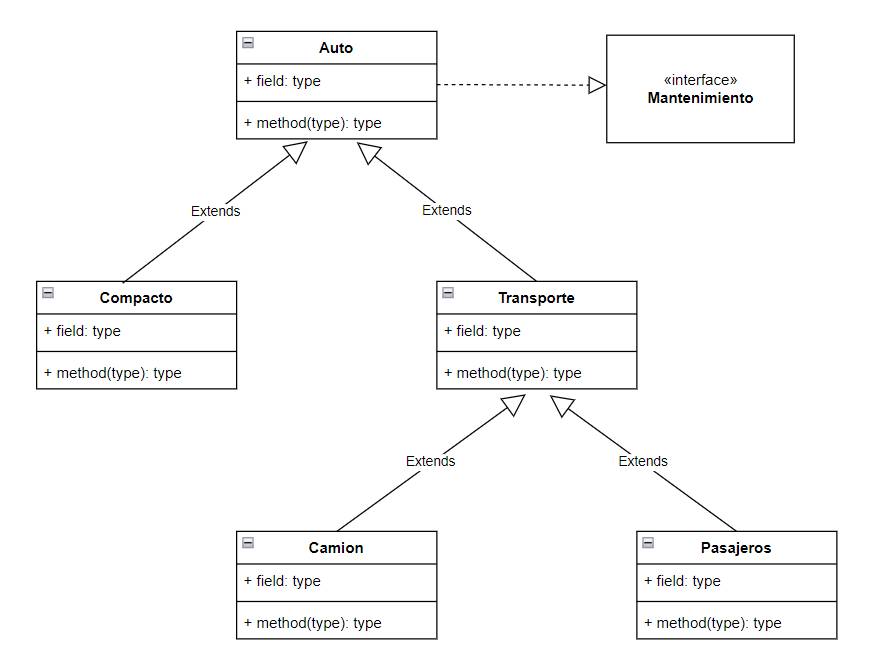 Auto
+ field: type
+ method(type): type
«interface»
Mantenimiento
Extends
Extends
Compacto
+ field: type
+ method(type): type
Transporte
+ field: type
+ method(type): type
Extends
Extends
Camion
+ field: type
+ method(type): type
Pasajeros
+ field: type
+ method(type): type